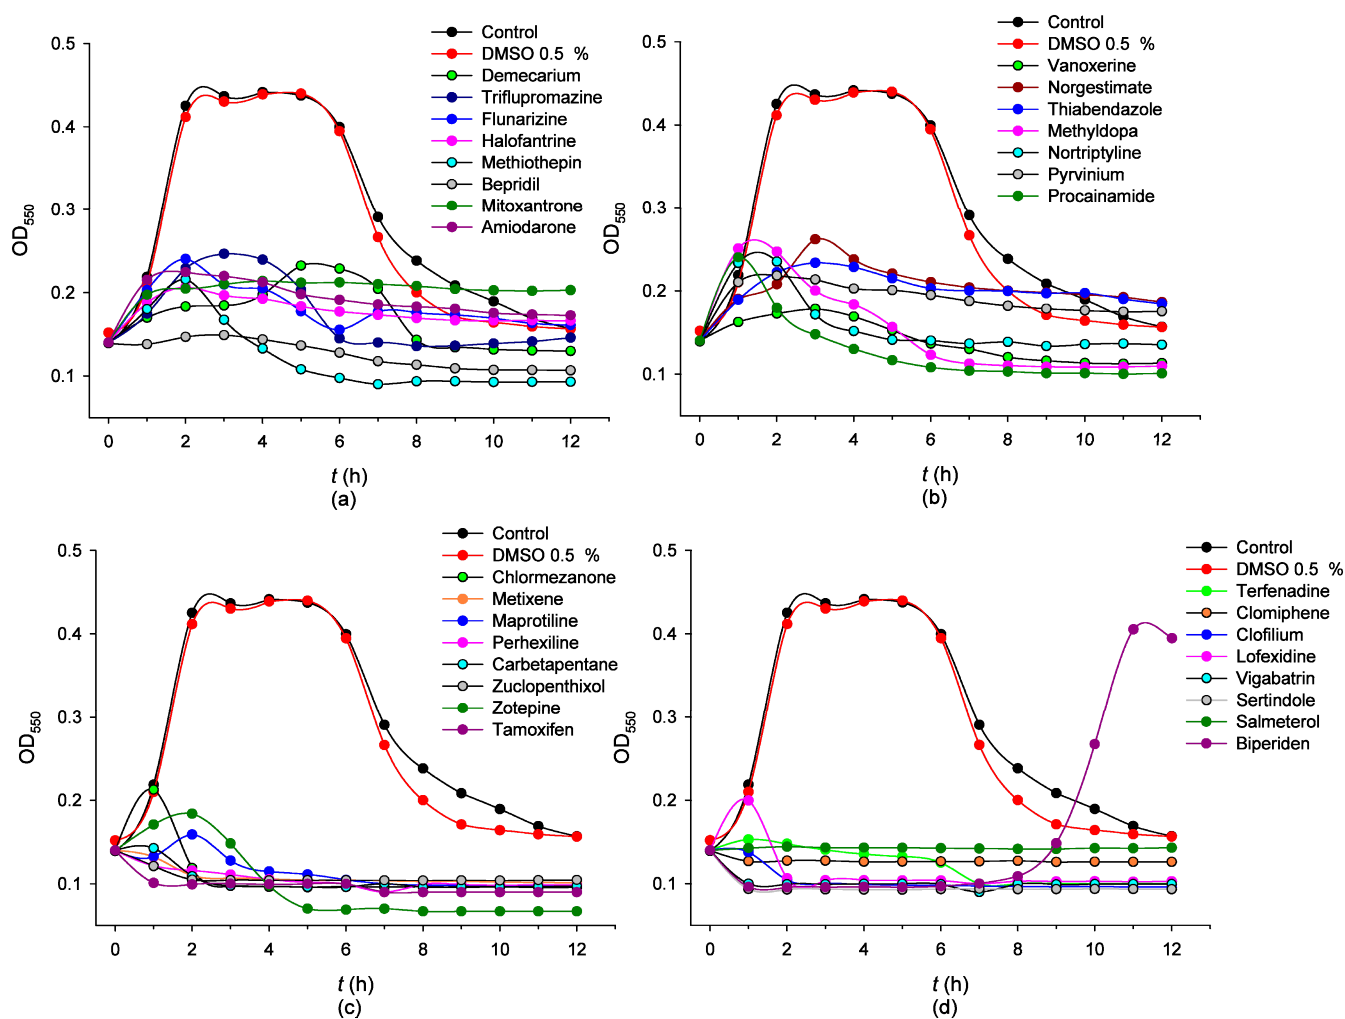 Control
DMSO 0.5 %
Demecarium
Triflupromazine
Flunarizine
Halofantrine
Methiothepin
Bepridil
Mitoxantrone
Amiodarone
0.5
0.4
0.3
0.2
0.1
OD550
0 2 4 6 8 10 12
t (h)
(a)
Control
DMSO 0.5 %
Vanoxerine
Norgestimate
Thiabendazole
Methyldopa
Nortriptyline
Pyrvinium
Procainamide
0.5
0.4
0.3
0.2
0.1
OD550
0 2 4 6 8 10 12
t (h)
(b)
Control
DMSO 0.5 %
Chlormezanone
Metixene
Maprotiline
Perhexiline
Carbetapentane
Zuclopenthixol
Zotepine
Tamoxifen
0.5
0.4
0.3
0.2
0.1
OD550
0 2 4 6 8 10 12
t (h)
(c)
Control
DMSO 0.5 %
Terfenadine
Clomiphene
Clofilium
Lofexidine
Vigabatrin
Sertindole
Salmeterol
Biperiden
0.5
0.4
0.3
0.2
0.1
OD550
0 2 4 6 8 10 12
t (h)
(d)